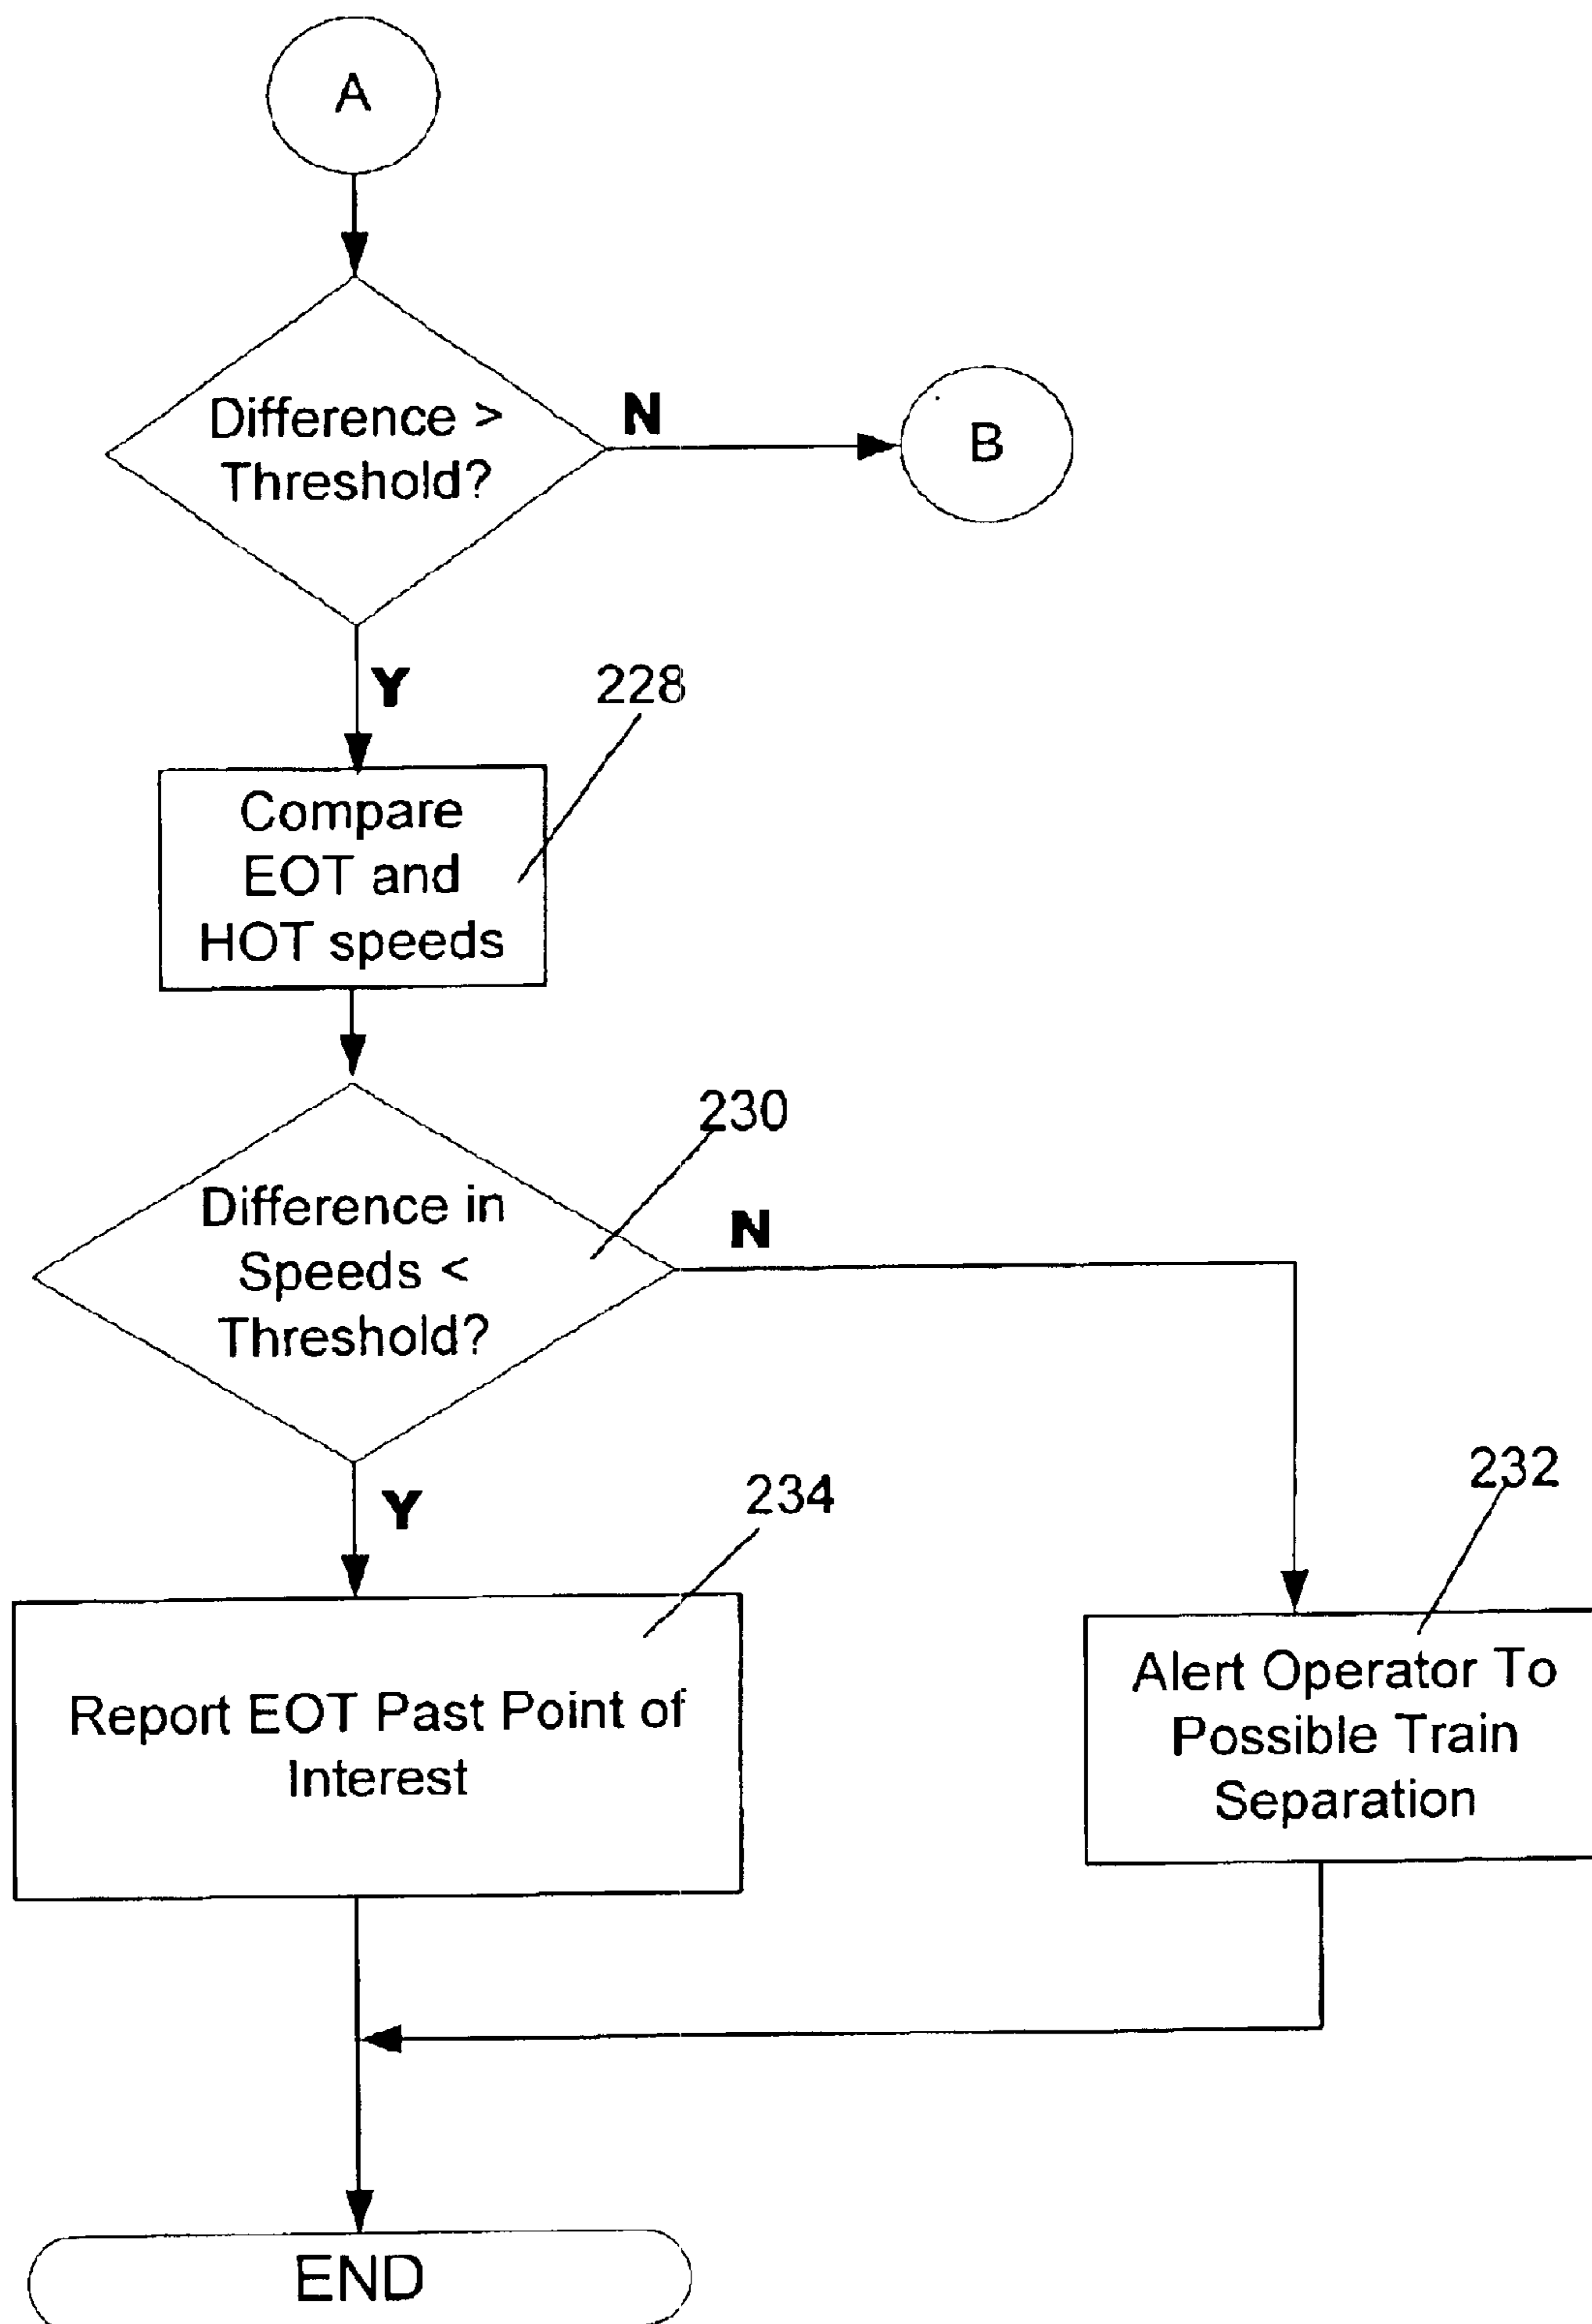 A
Difference >
Threshold?
N
B
Y
228
Compare
EOT and
HOT speeds
230
Difference in
Speeds <
Threshold?
N
Y
234
232
Report EOT Past Point of
Interest
Alert Operator To
Possible Train
Separation
END